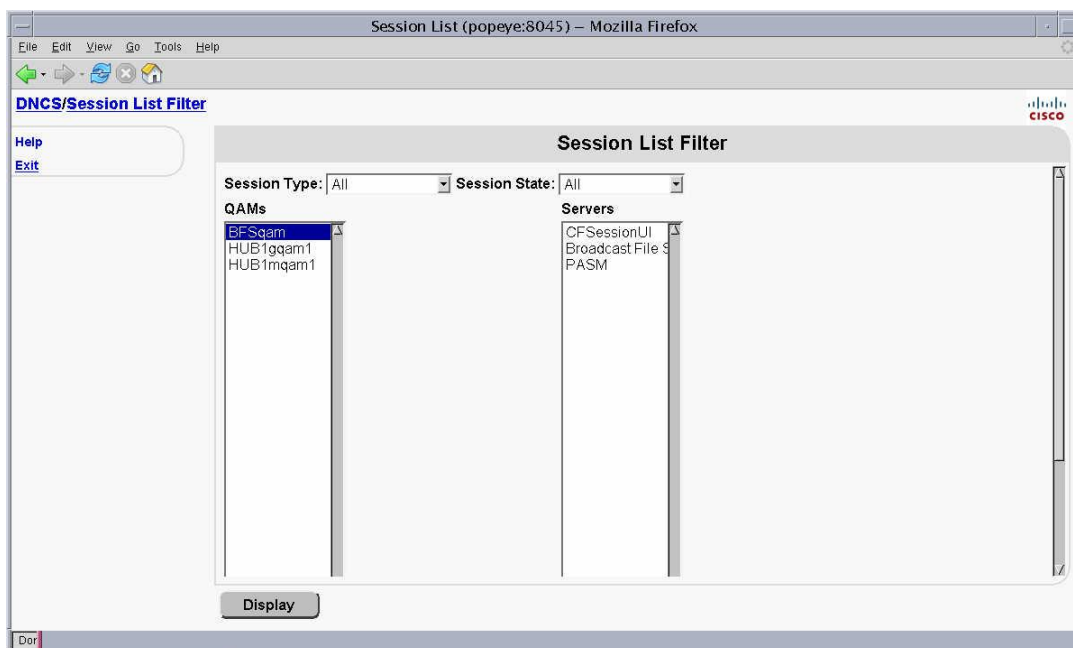 Session List (popeye:8045) – Mozilla Firefox
File Edit View Go Tools Help
DNCS/Session List Filter
CISCO
Help
Exit
Session List Filter
Session Type: All Session State: All
QAMs Servers
BFSqam CFSessionUI
HUB1gqam1 Broadcast File S
HUB1mqam1 PASM
Display
Dor